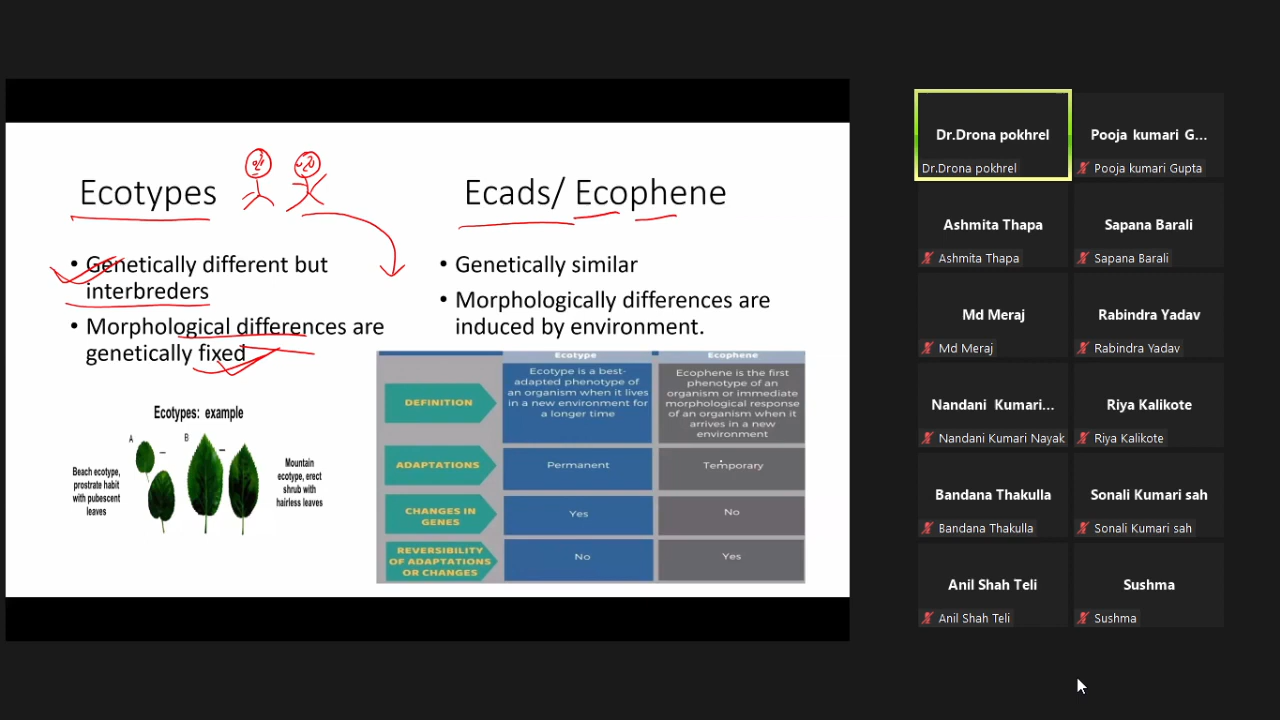 Ecotypes
• Genetically different but
interbreders
• Morphological differences are
genetically fixed
Ecotypes: example
A
B
Beach ecotype,
prostrate habit
with pubescent
leaves
Mountain
ecotype, erect
shrub with
hairless leaves
Ecads/ Ecophene
• Genetically similar
• Morphologically differences are
induced by environment.
Ecotype
Ecophene
DEFINITION
Ecotype is a best-
adapted phenotype of
an organism when it lives
in a new environment for
a longer time
Ecophene is the first
phenotype of an
organism or immediate
morphological response
of an organism when it
arrives in a new
environment
ADAPTATIONS
Permanent
Temporary
CHANGES IN
GENES
Yes
No
REVERSIBILITY
OF ADAPTATIONS
OR CHANGES
No
Yes
Dr.Drona pokhrel
Dr.Drona pokhrel
Pooja kumari G...
Pooja kumari Gupta
Ashmita Thapa
Ashmita Thapa
Sapana Barali
Sapana Barali
Md Meraj
Md Meraj
Rabindra Yadav
Rabindra Yadav
Nandani Kumari...
Nandani Kumari Nayak
Riya Kalikote
Riya Kalikote
Bandana Thakulla
Bandana Thakulla
Sonali Kumari sah
Sonali Kumari sah
Anil Shah Teli
Anil Shah Teli
Sushma
Sushma